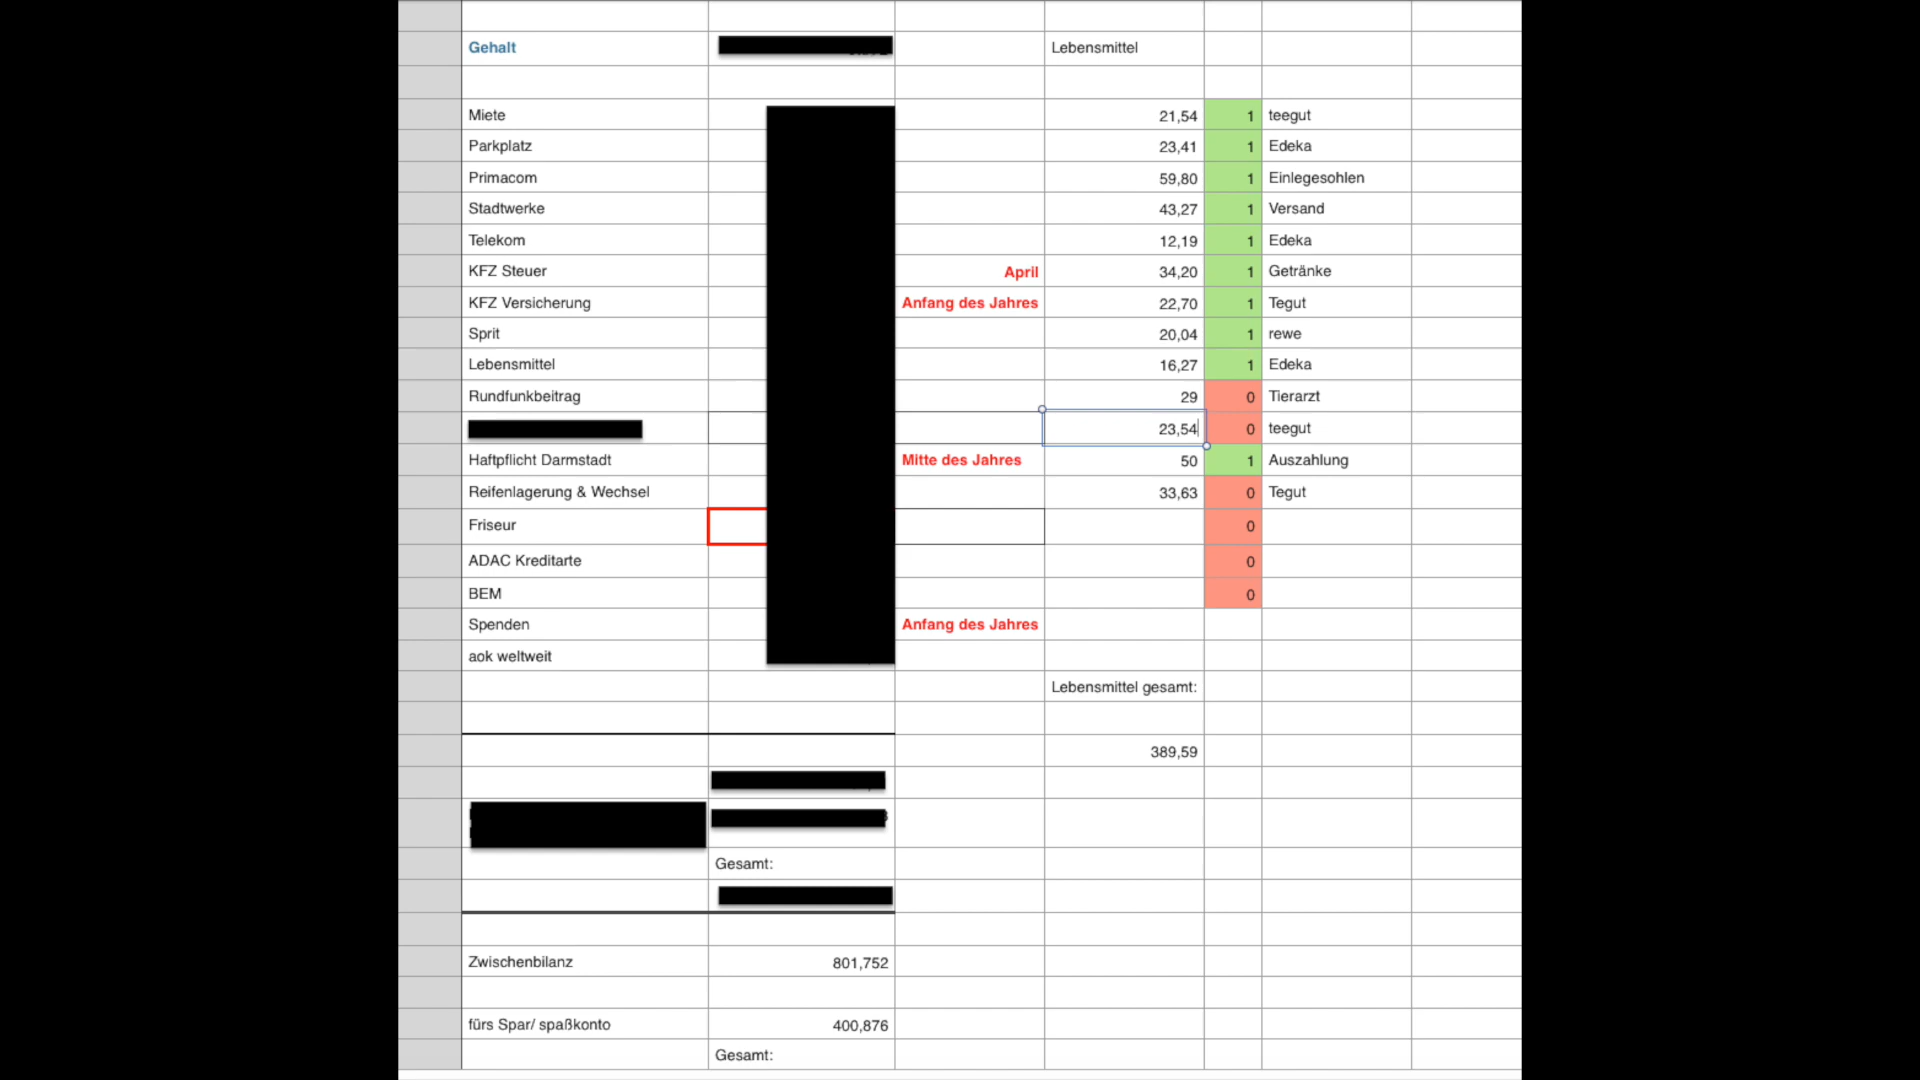 Gehalt Lebensmittel
Miete 21,54 1 teegut
Parkplatz 23,41 1 Edeka
Primacom 59,80 1 Einlegesohlen
Stadtwerke 43,27 1 Versand
Telekom 12,19 1 Edeka
KFZ Steuer April 34,20 1 Getränke
KFZ Versicherung Anfang des Jahres 22,70 1 Tegut
Sprit 20,04 1 rewe
Lebensmittel 16,27 1 Edeka
Rundfunkbeitrag 29 0 Tierarzt
23,54 0 teegut
Haftpflicht Darmstadt Mitte des Jahres 50 1 Auszahlung
Reifenlagerung & Wechsel 33,63 0 Tegut
Friseur 0
ADAC Kreditarte 0
BEM 0
Spenden Anfang des Jahres
aok weltweit
Lebensmittel gesamt:
389,59
Gesamt:
Zwischenbilanz 801,752
fürs Spar/ spaßkonto 400,876
Gesamt: